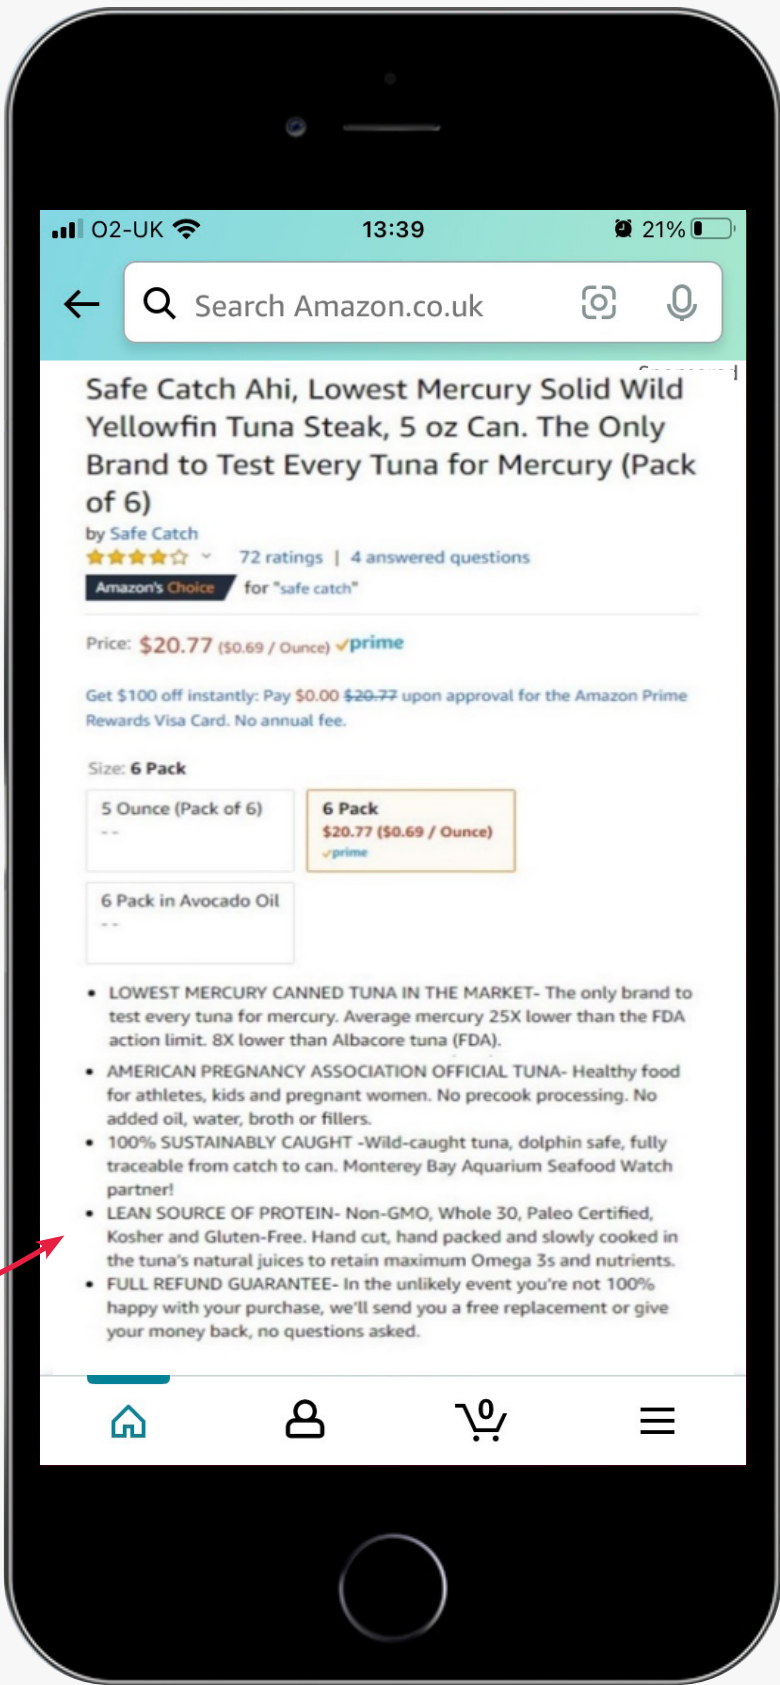 O2-UK 13:39 21%
Search Amazon.co.uk
Safe Catch Ahi, Lowest Mercury Solid Wild
Yellowfin Tuna Steak, 5 oz Can. The Only
Brand to Test Every Tuna for Mercury (Pack
of 6)
by Safe Catch
72 ratings | 4 answered questions
Amazon's Choice for "safe catch"
Price: $20.77 ($0.69 / Ounce) prime
Get $100 off instantly: Pay $0.00 $20.77 upon approval for the Amazon Prime
Rewards Visa Card. No annual fee.
Size: 6 Pack
5 Ounce (Pack of 6)
--
6 Pack
$20.77 ($0.69 / Ounce)
prime
6 Pack in Avocado Oil
--
• LOWEST MERCURY CANNED TUNA IN THE MARKET- The only brand to
test every tuna for mercury. Average mercury 25X lower than the FDA
action limit. 8X lower than Albacore tuna (FDA).
• AMERICAN PREGNANCY ASSOCIATION OFFICIAL TUNA- Healthy food
for athletes, kids and pregnant women. No precook processing. No
added oil, water, broth or fillers.
• 100% SUSTAINABLY CAUGHT -Wild-caught tuna, dolphin safe, fully
traceable from catch to can. Monterey Bay Aquarium Seafood Watch
partner!
• LEAN SOURCE OF PROTEIN- Non-GMO, Whole 30, Paleo Certified,
Kosher and Gluten-Free. Hand cut, hand packed and slowly cooked in
the tuna's natural juices to retain maximum Omega 3s and nutrients.
• FULL REFUND GUARANTEE- In the unlikely event you're not 100%
happy with your purchase, we'll send you a free replacement or give
your money back, no questions asked.
0